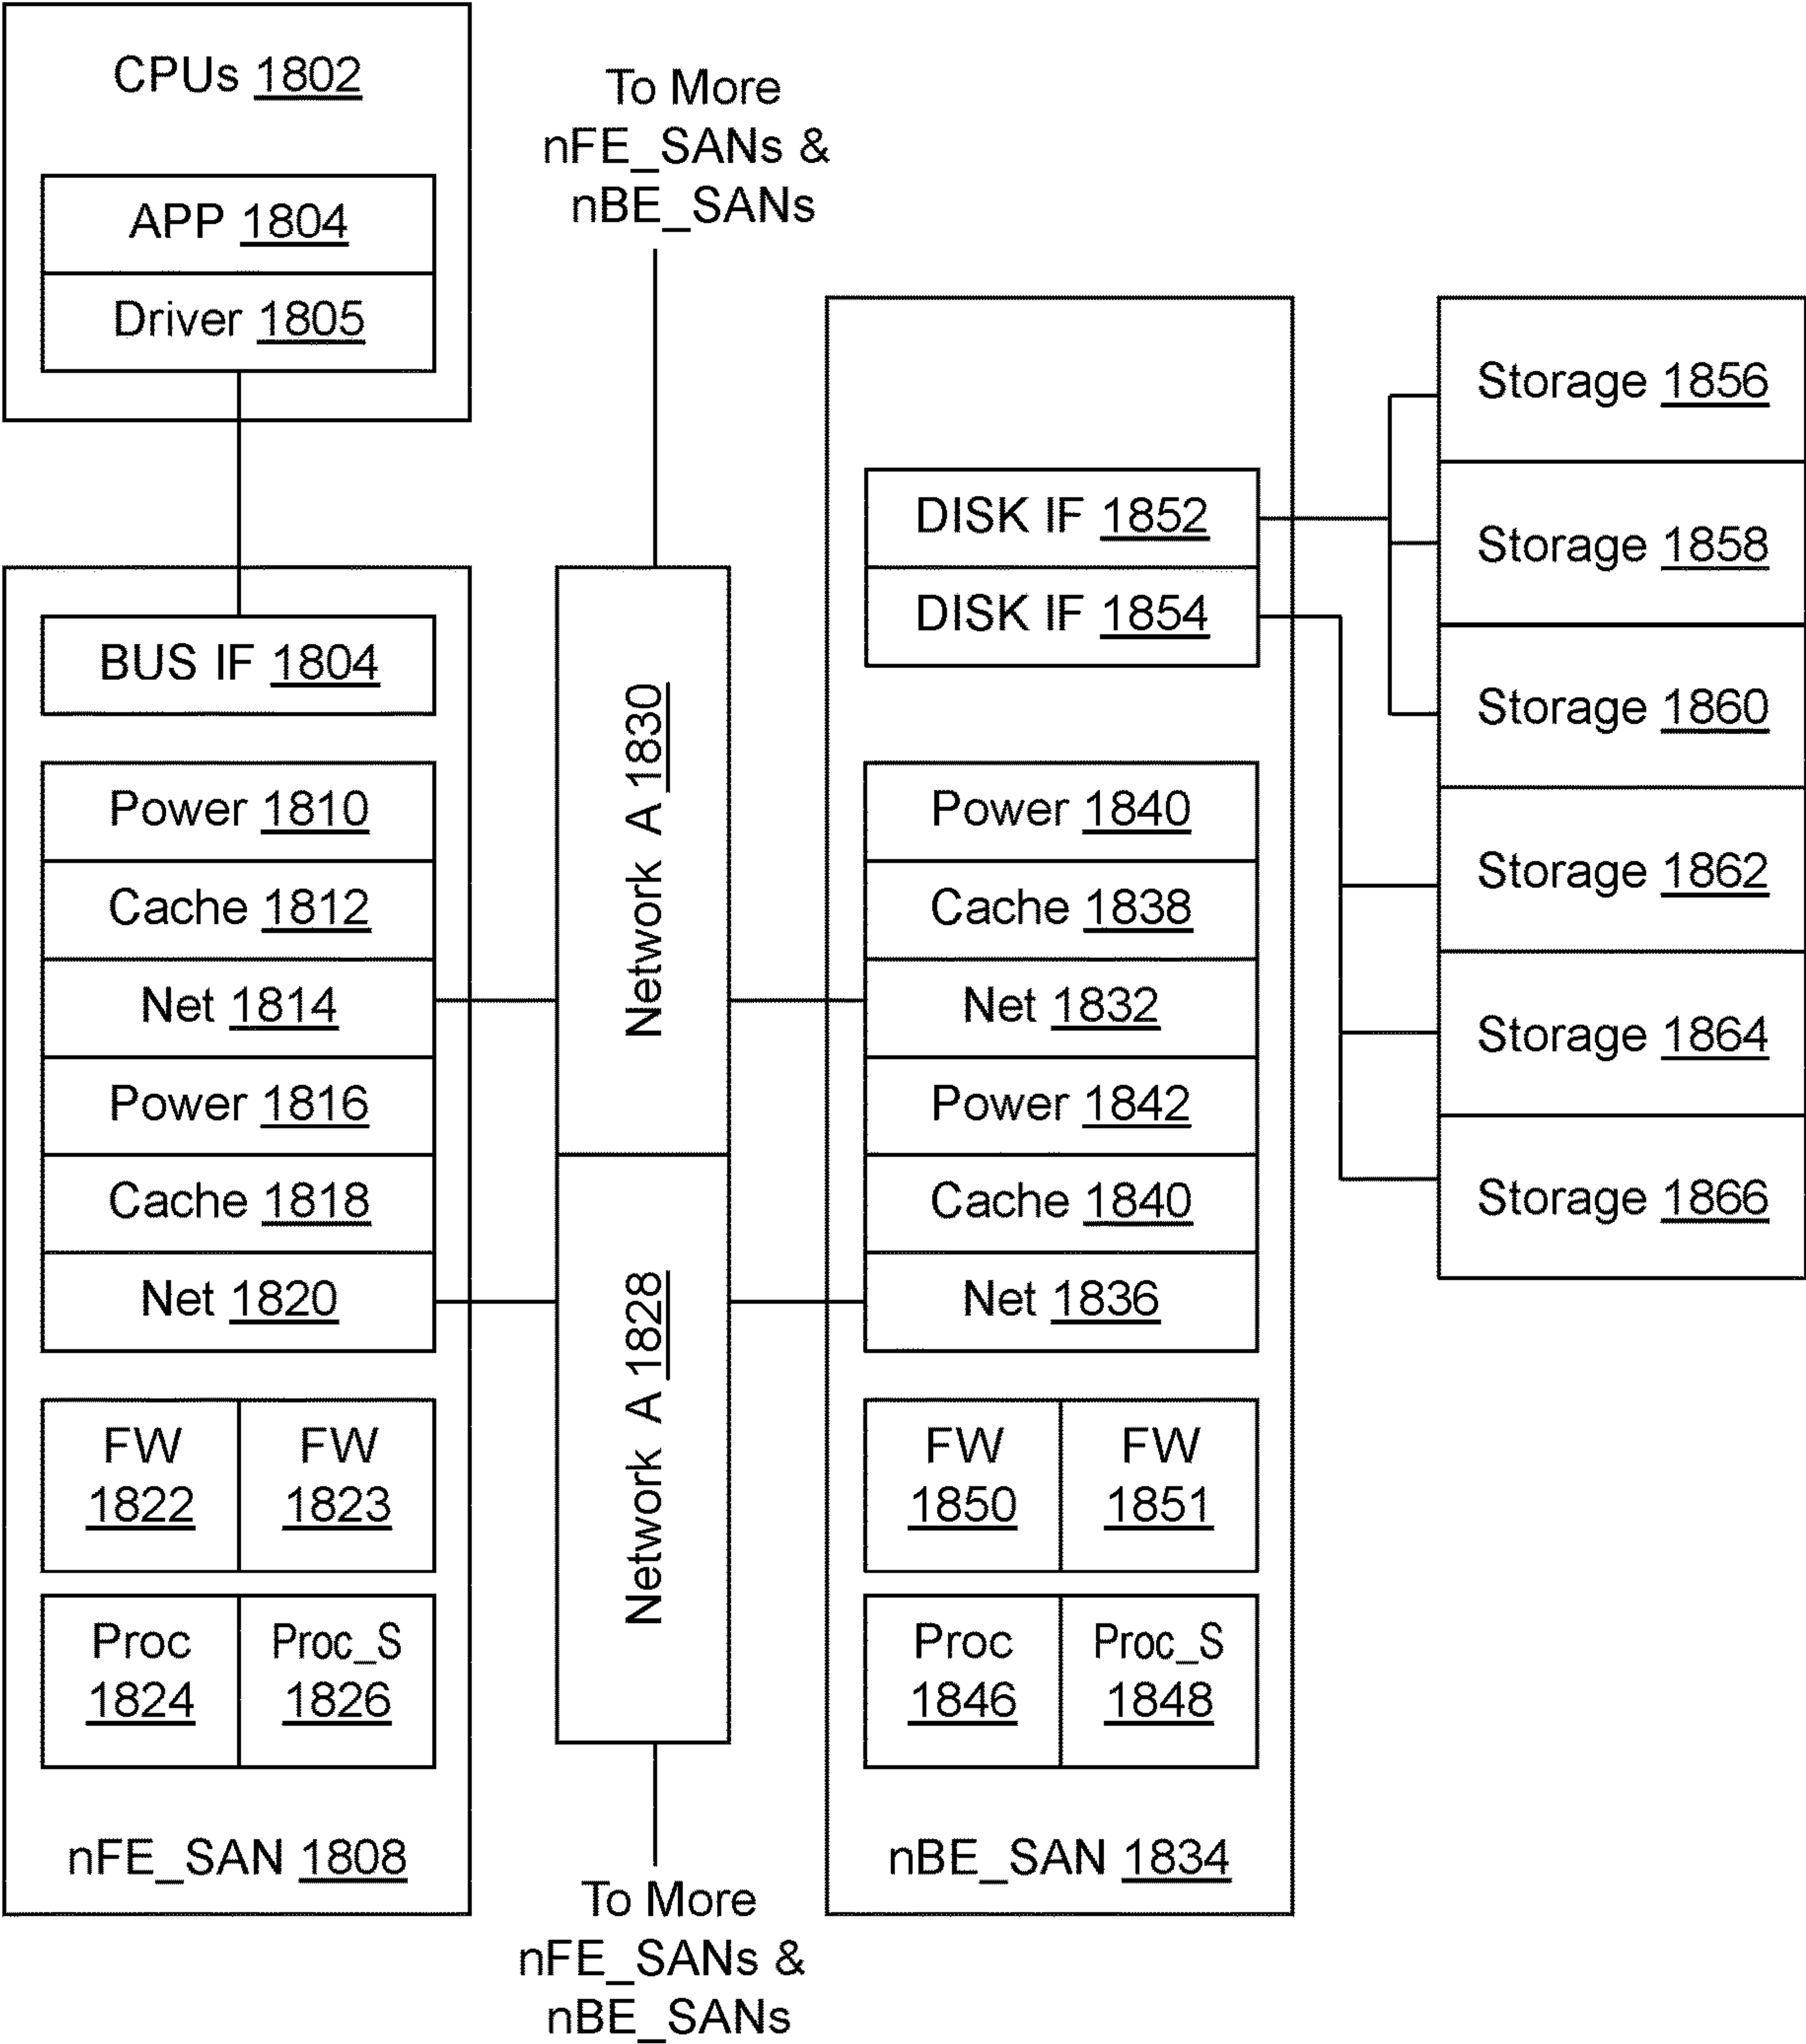 CPUs 1802
APP 1804
Driver 1805
To More
nFE_SANs &
nBE_SANs
BUS IF 1804
Power 1810
Cache 1812
Net 1814
Power 1816
Cache 1818
Net 1820
FW
1822
FW
1823
Proc
1824
Proc_S
1826
nFE_SAN 1808
Network A 1830
Network A 1828
To More
nFE_SANs &
nBE_SANs
DISK IF 1852
DISK IF 1854
Power 1840
Cache 1838
Net 1832
Power 1842
Cache 1840
Net 1836
FW
1850
FW
1851
Proc
1846
Proc_S
1848
nBE_SAN 1834
Storage 1856
Storage 1858
Storage 1860
Storage 1862
Storage 1864
Storage 1866